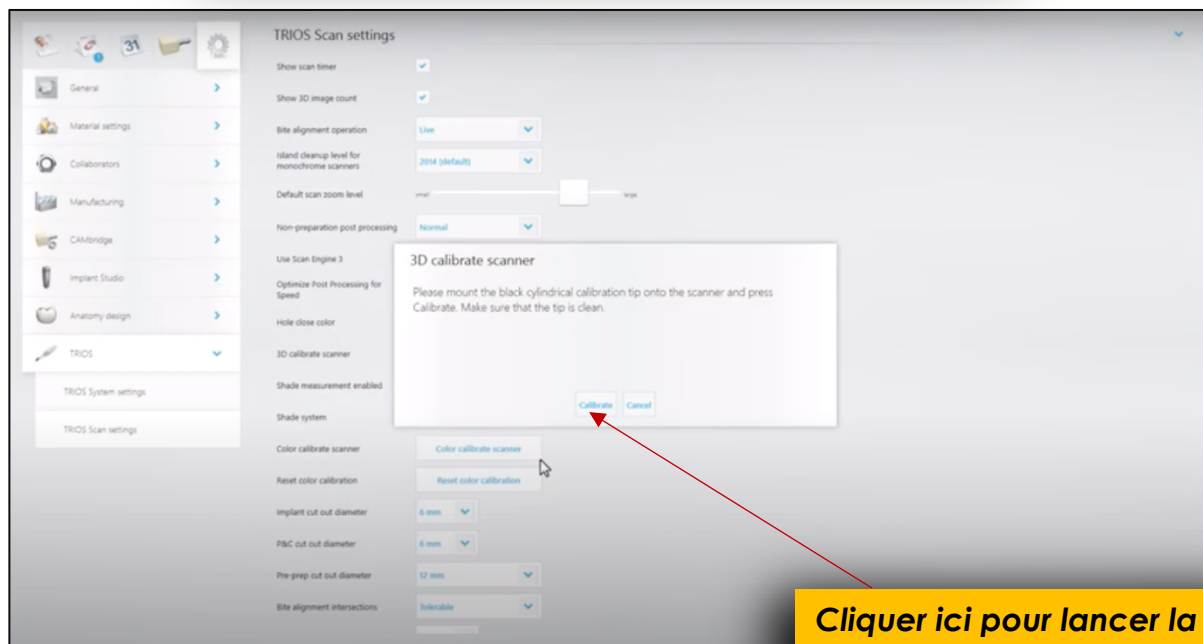 31
TRIOS Scan settings
General
Material settings
Collaborators
Manufacturing
CAMbridge
Implant Studio
Anatomy design
TRIOS
TRIOS System settings
TRIOS Scan settings
Show scan timer
Show 3D image count
Bite alignment operation
Live
Island cleanup level for
monochrome scanners
2014 (default)
Default scan zoom level
small
large
Non-preparation post processing
Normal
Use Scan Engine 3
Optimize Post Processing for
Speed
Hole close color
3D calibrate scanner
Shade measurement enabled
Shade system
Color calibrate scanner
Color calibrate scanner
Reset color calibration
Reset color calibration
Implant cut out diameter
6 mm
P&C cut out diameter
6 mm
Pre-prep cut out diameter
12 mm
Bite alignment intersections
Tolerable
3D calibrate scanner
Please mount the black cylindrical calibration tip onto the scanner and press
Calibrate. Make sure that the tip is clean.
Calibrate
Cancel
Cliquer ici pour lancer la